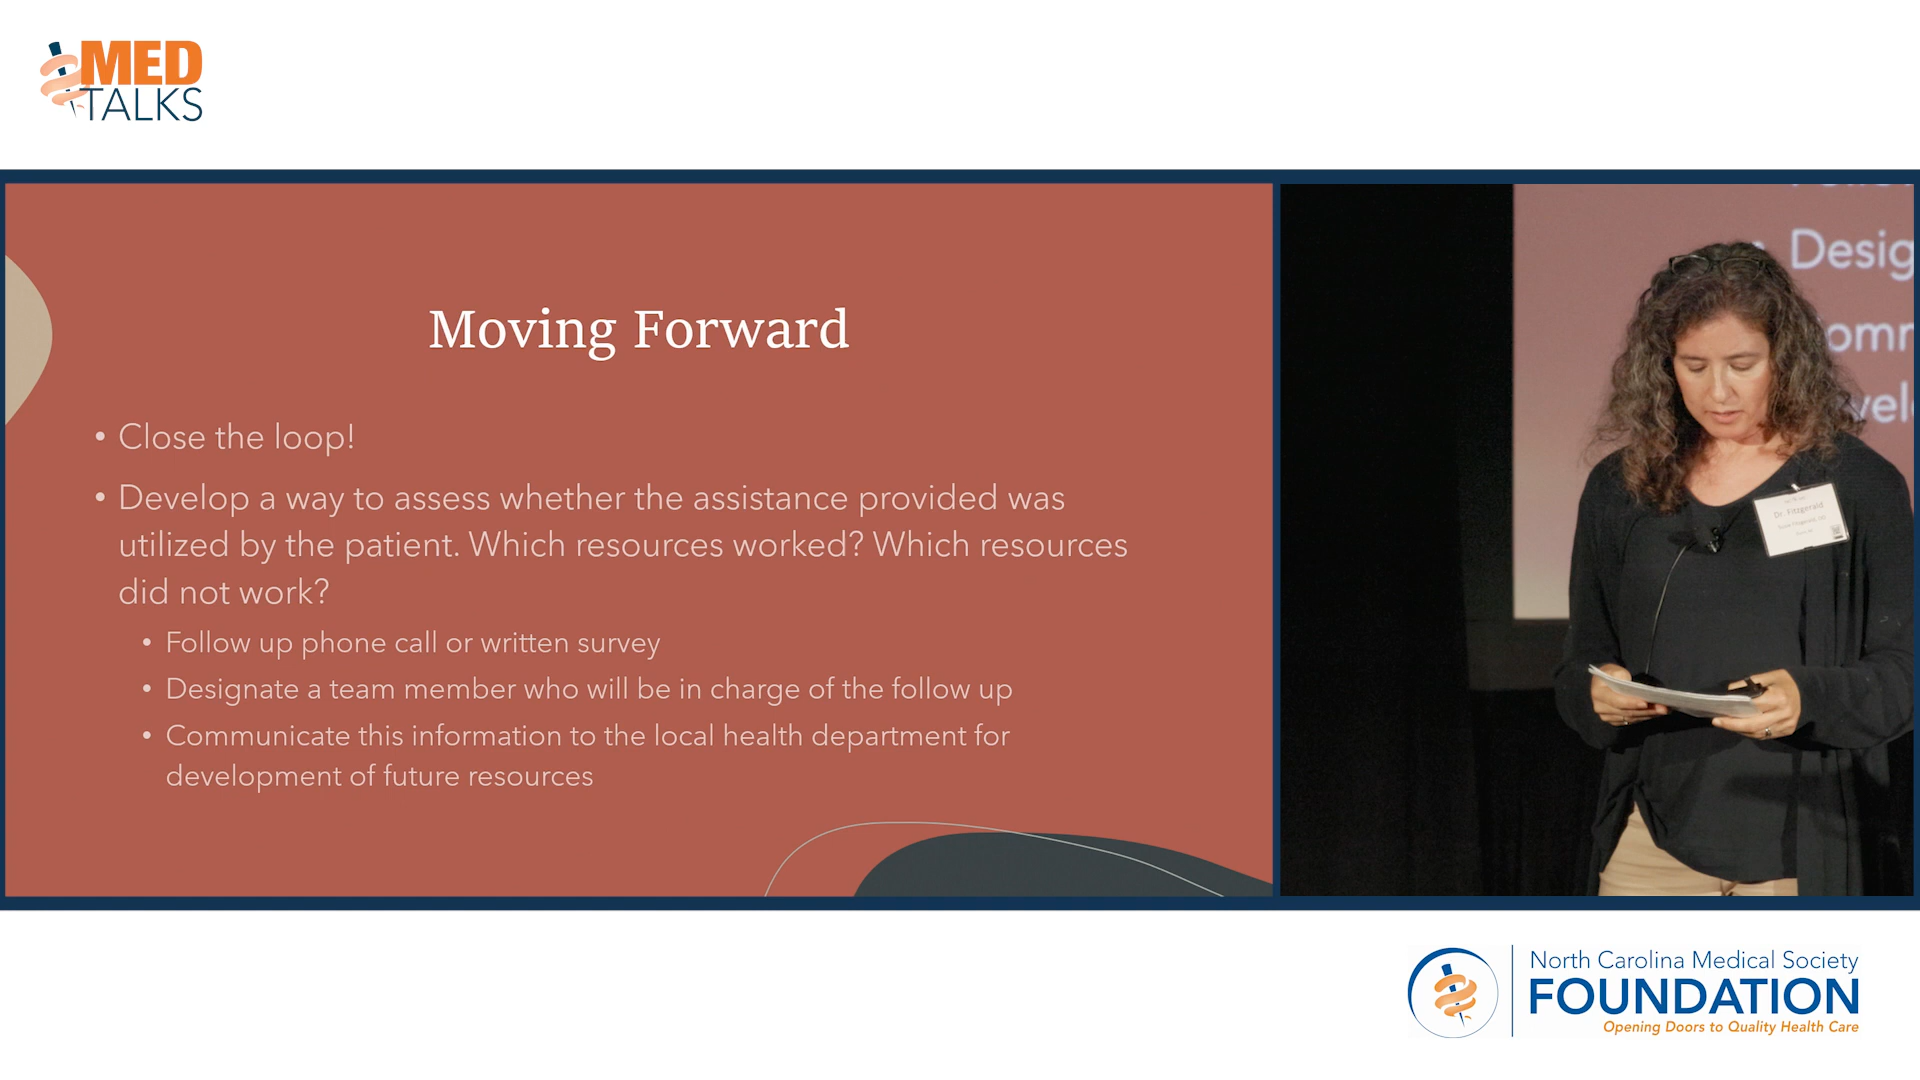 MED
TALKS
Moving Forward
• Close the loop!
• Develop a way to assess whether the assistance provided was
utilized by the patient. Which resources worked? Which resources
did not work?
• Follow up phone call or written survey
• Designate a team member who will be in charge of the follow up
• Communicate this information to the local health department for
development of future resources
Desig
omm
vel
Dr. Fitzgerald
North Carolina Medical Society
FOUNDATION
Opening Doors to Quality Health Care